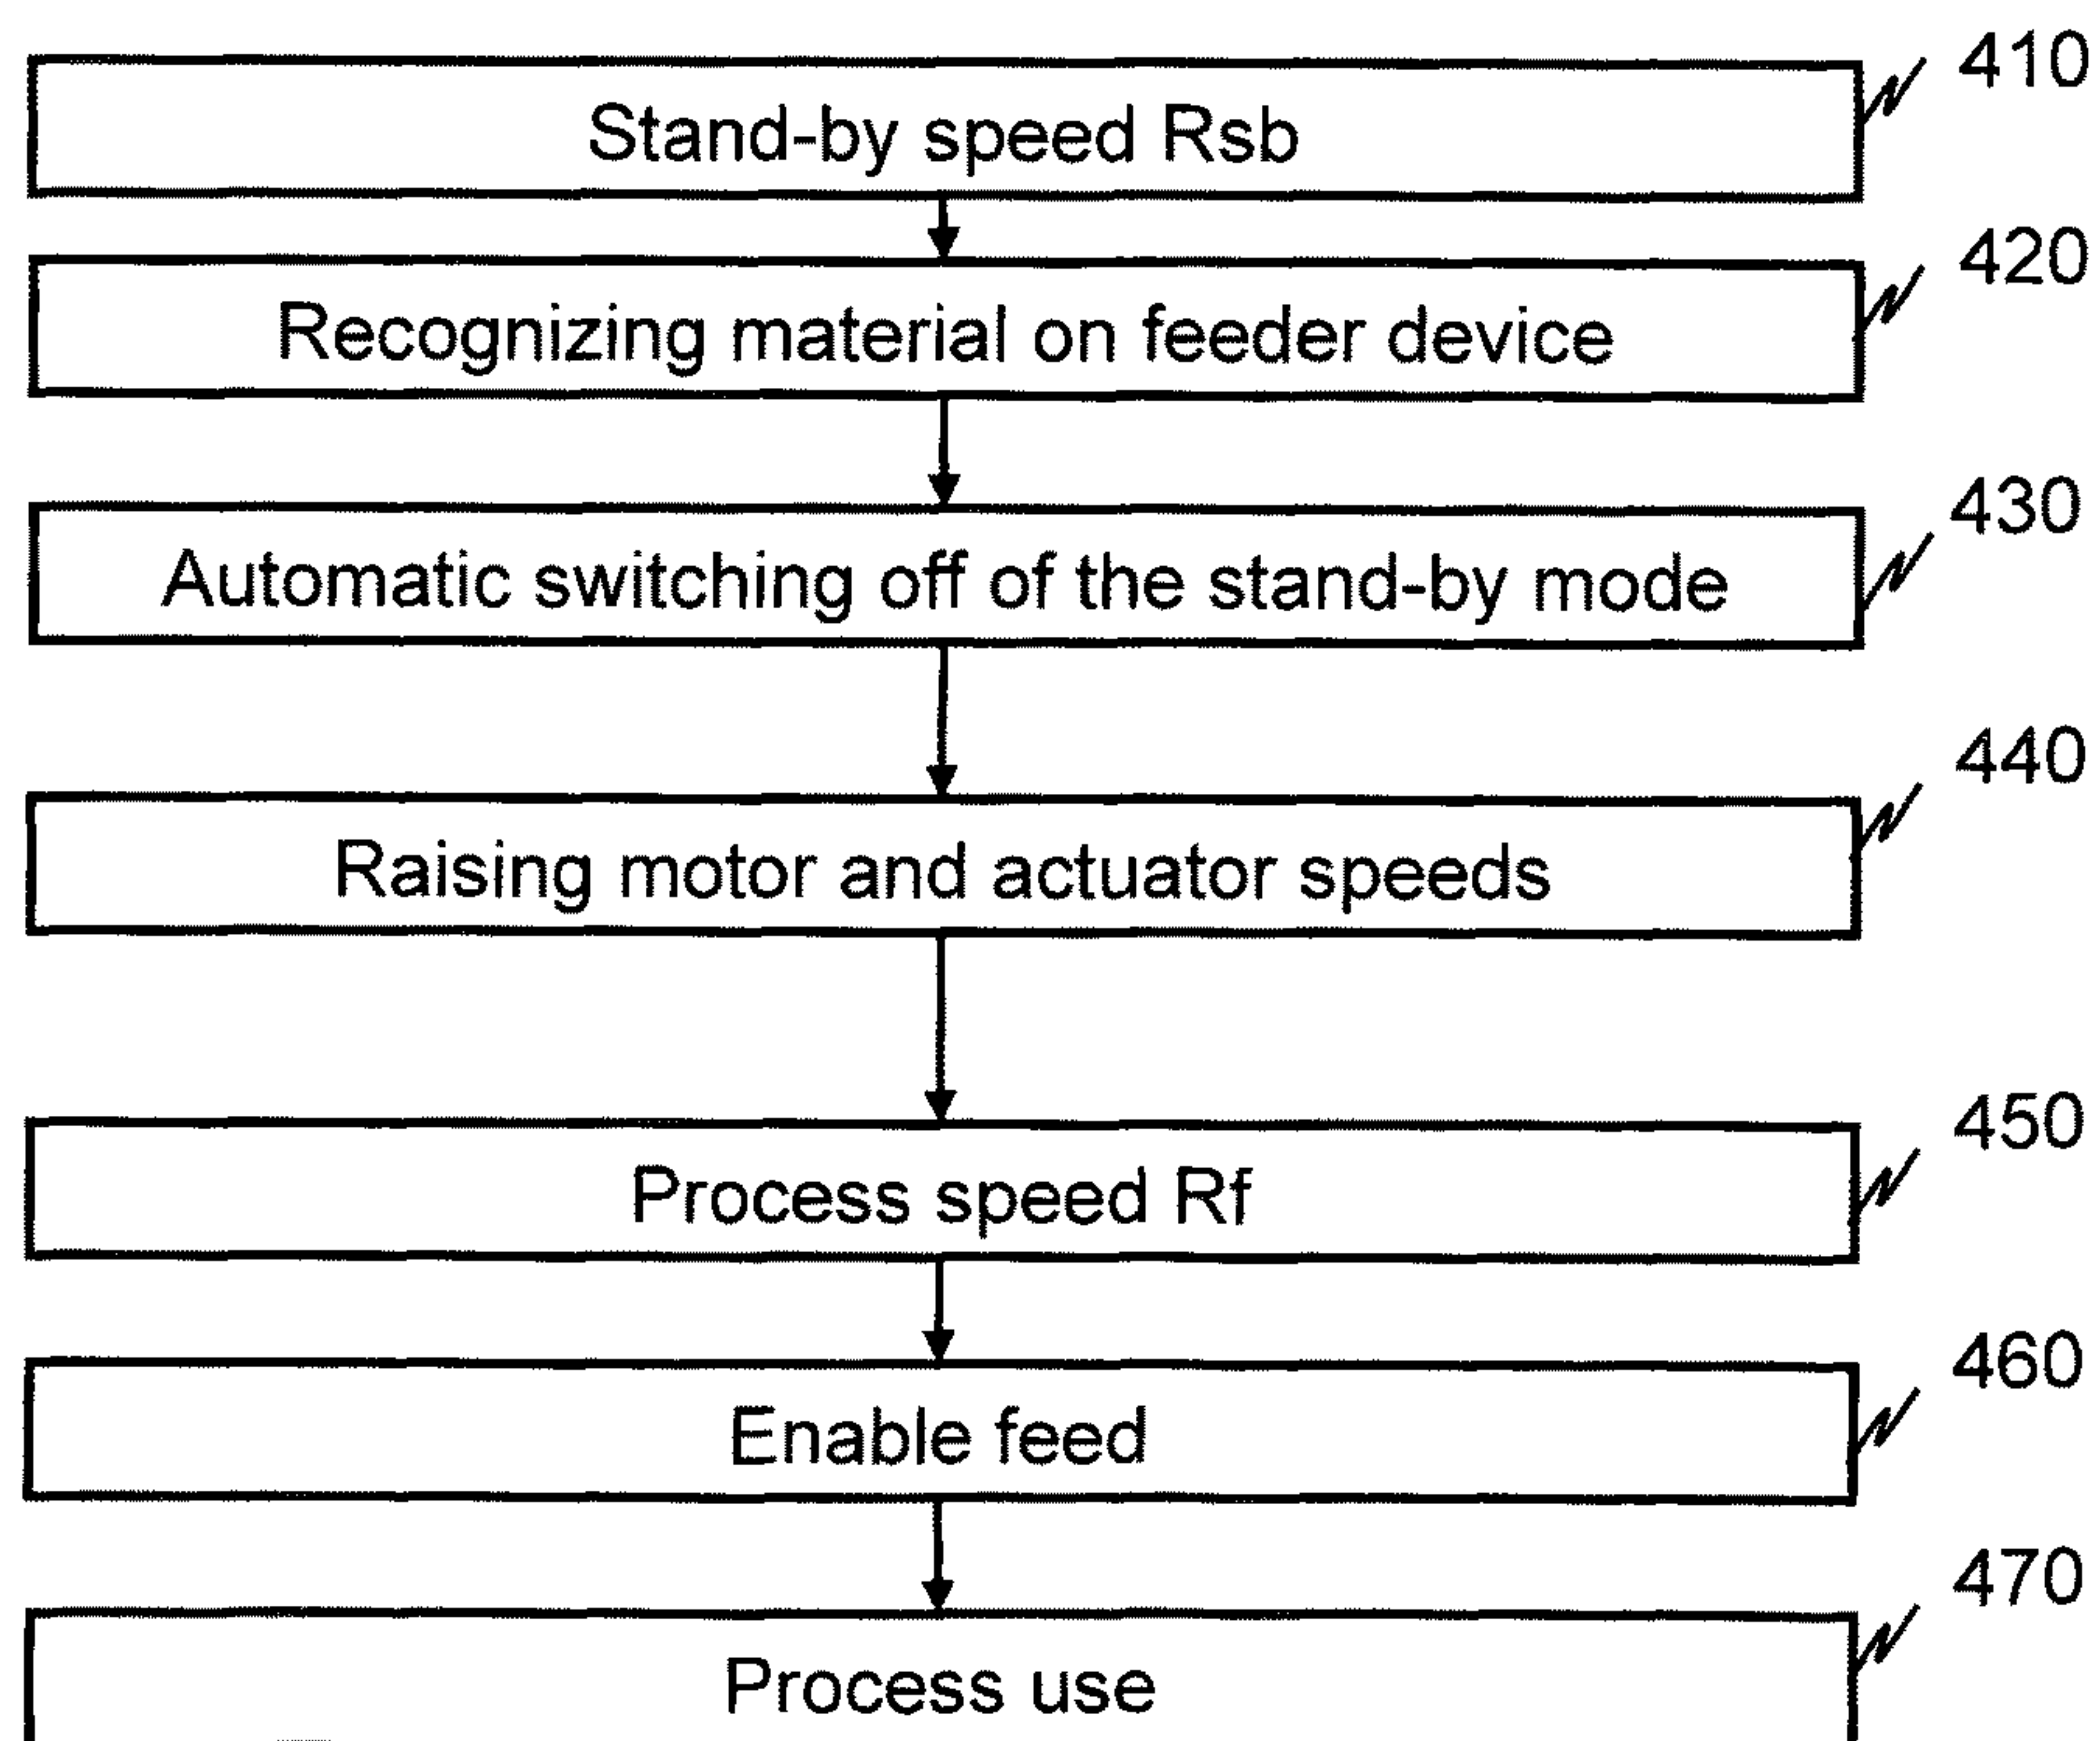 410
Stand-by speed Rsb
420
Recognizing material on feeder device
430
Automatic switching off of the stand-by mode
440
Raising motor and actuator speeds
450
Process speed Rf
460
Enable feed
470
Process use